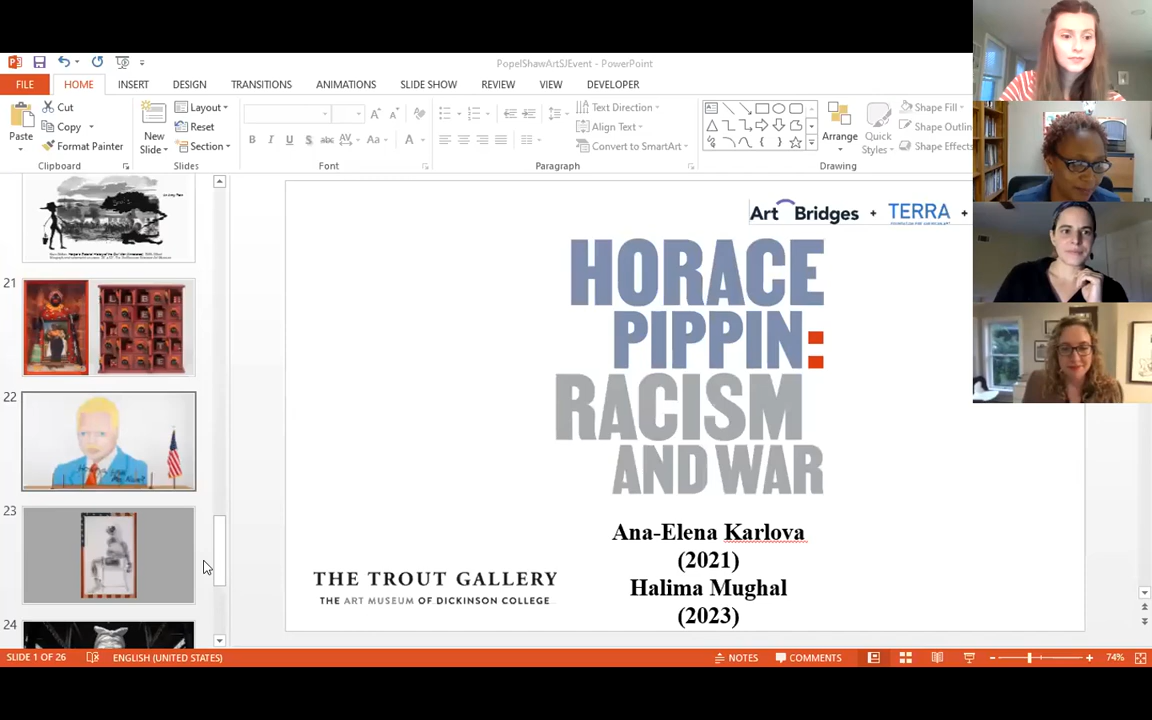 PopelShawArtSJEvent - PowerPoint
FILE HOME INSERT DESIGN TRANSITIONS ANIMATIONS SLIDE SHOW REVIEW VIEW DEVELOPER
Paste
Cut
Copy
Format Painter
Clipboard
New
Slide
Layout
Reset
Section
Slides
B I U S abc AV Aa A
Font
Text Direction
Align Text
Convert to SmartArt
Paragraph
Arrange
Quick
Styles
Shape Fill
Shape Outlin
Shape Effects
Drawing
21
22
23
24
Art Bridges + TERRA +
HORACE
PIPPIN:
RACISM
AND WAR
Ana-Elena Karlova
(2021)
Halima Mughal
(2023)
THE TROUT GALLERY
THE ART MUSEUM OF DICKINSON COLLEGE
SLIDE 1 OF 26 ENGLISH (UNITED STATES) NOTES COMMENTS 74%